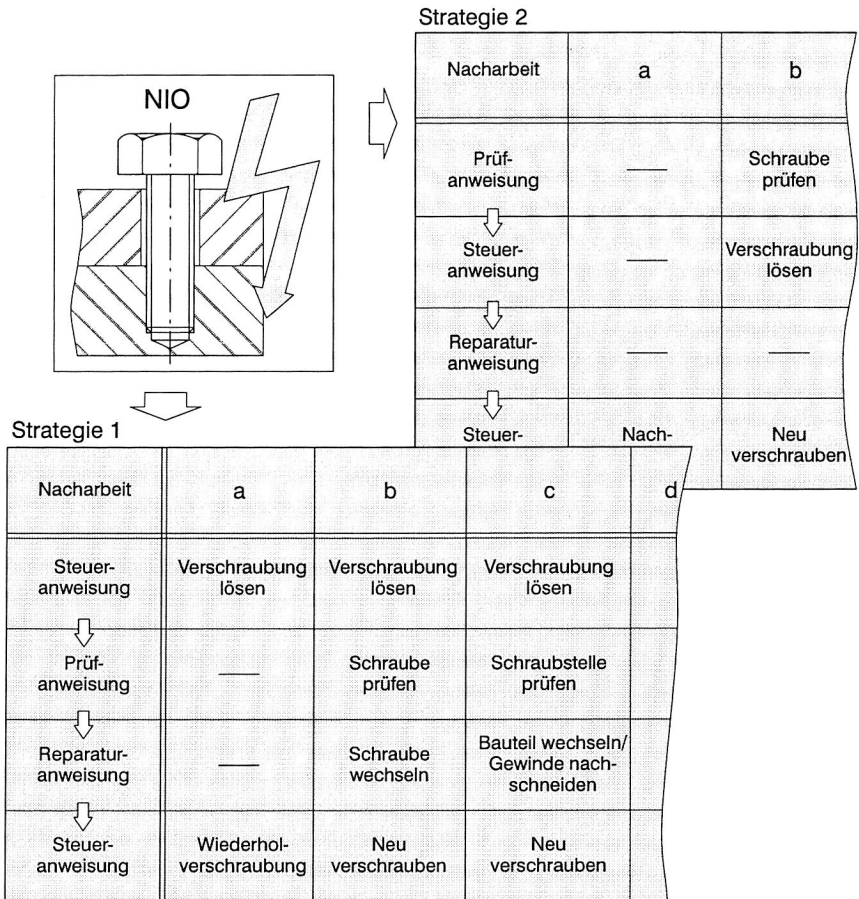 Strategie 2
Nacharbeit a b
Prüf-
anweisung — Schraube
prüfen
Steuer-
anweisung — Verschraubung
lösen
Reparatur-
anweisung — —
Steuer- Nach- Neu
verschrauben
NIO
Strategie 1
Nacharbeit a b c d
Steuer-
anweisung Verschraubung
lösen Verschraubung
lösen Verschraubung
lösen
Prüf-
anweisung — Schraube
prüfen Schraubstelle
prüfen
Reparatur-
anweisung — Schraube
wechseln Bauteil wechseln/
Gewinde nach-
schneiden
Steuer-
anweisung Wiederhol-
verschraubung Neu
verschrauben Neu
verschrauben